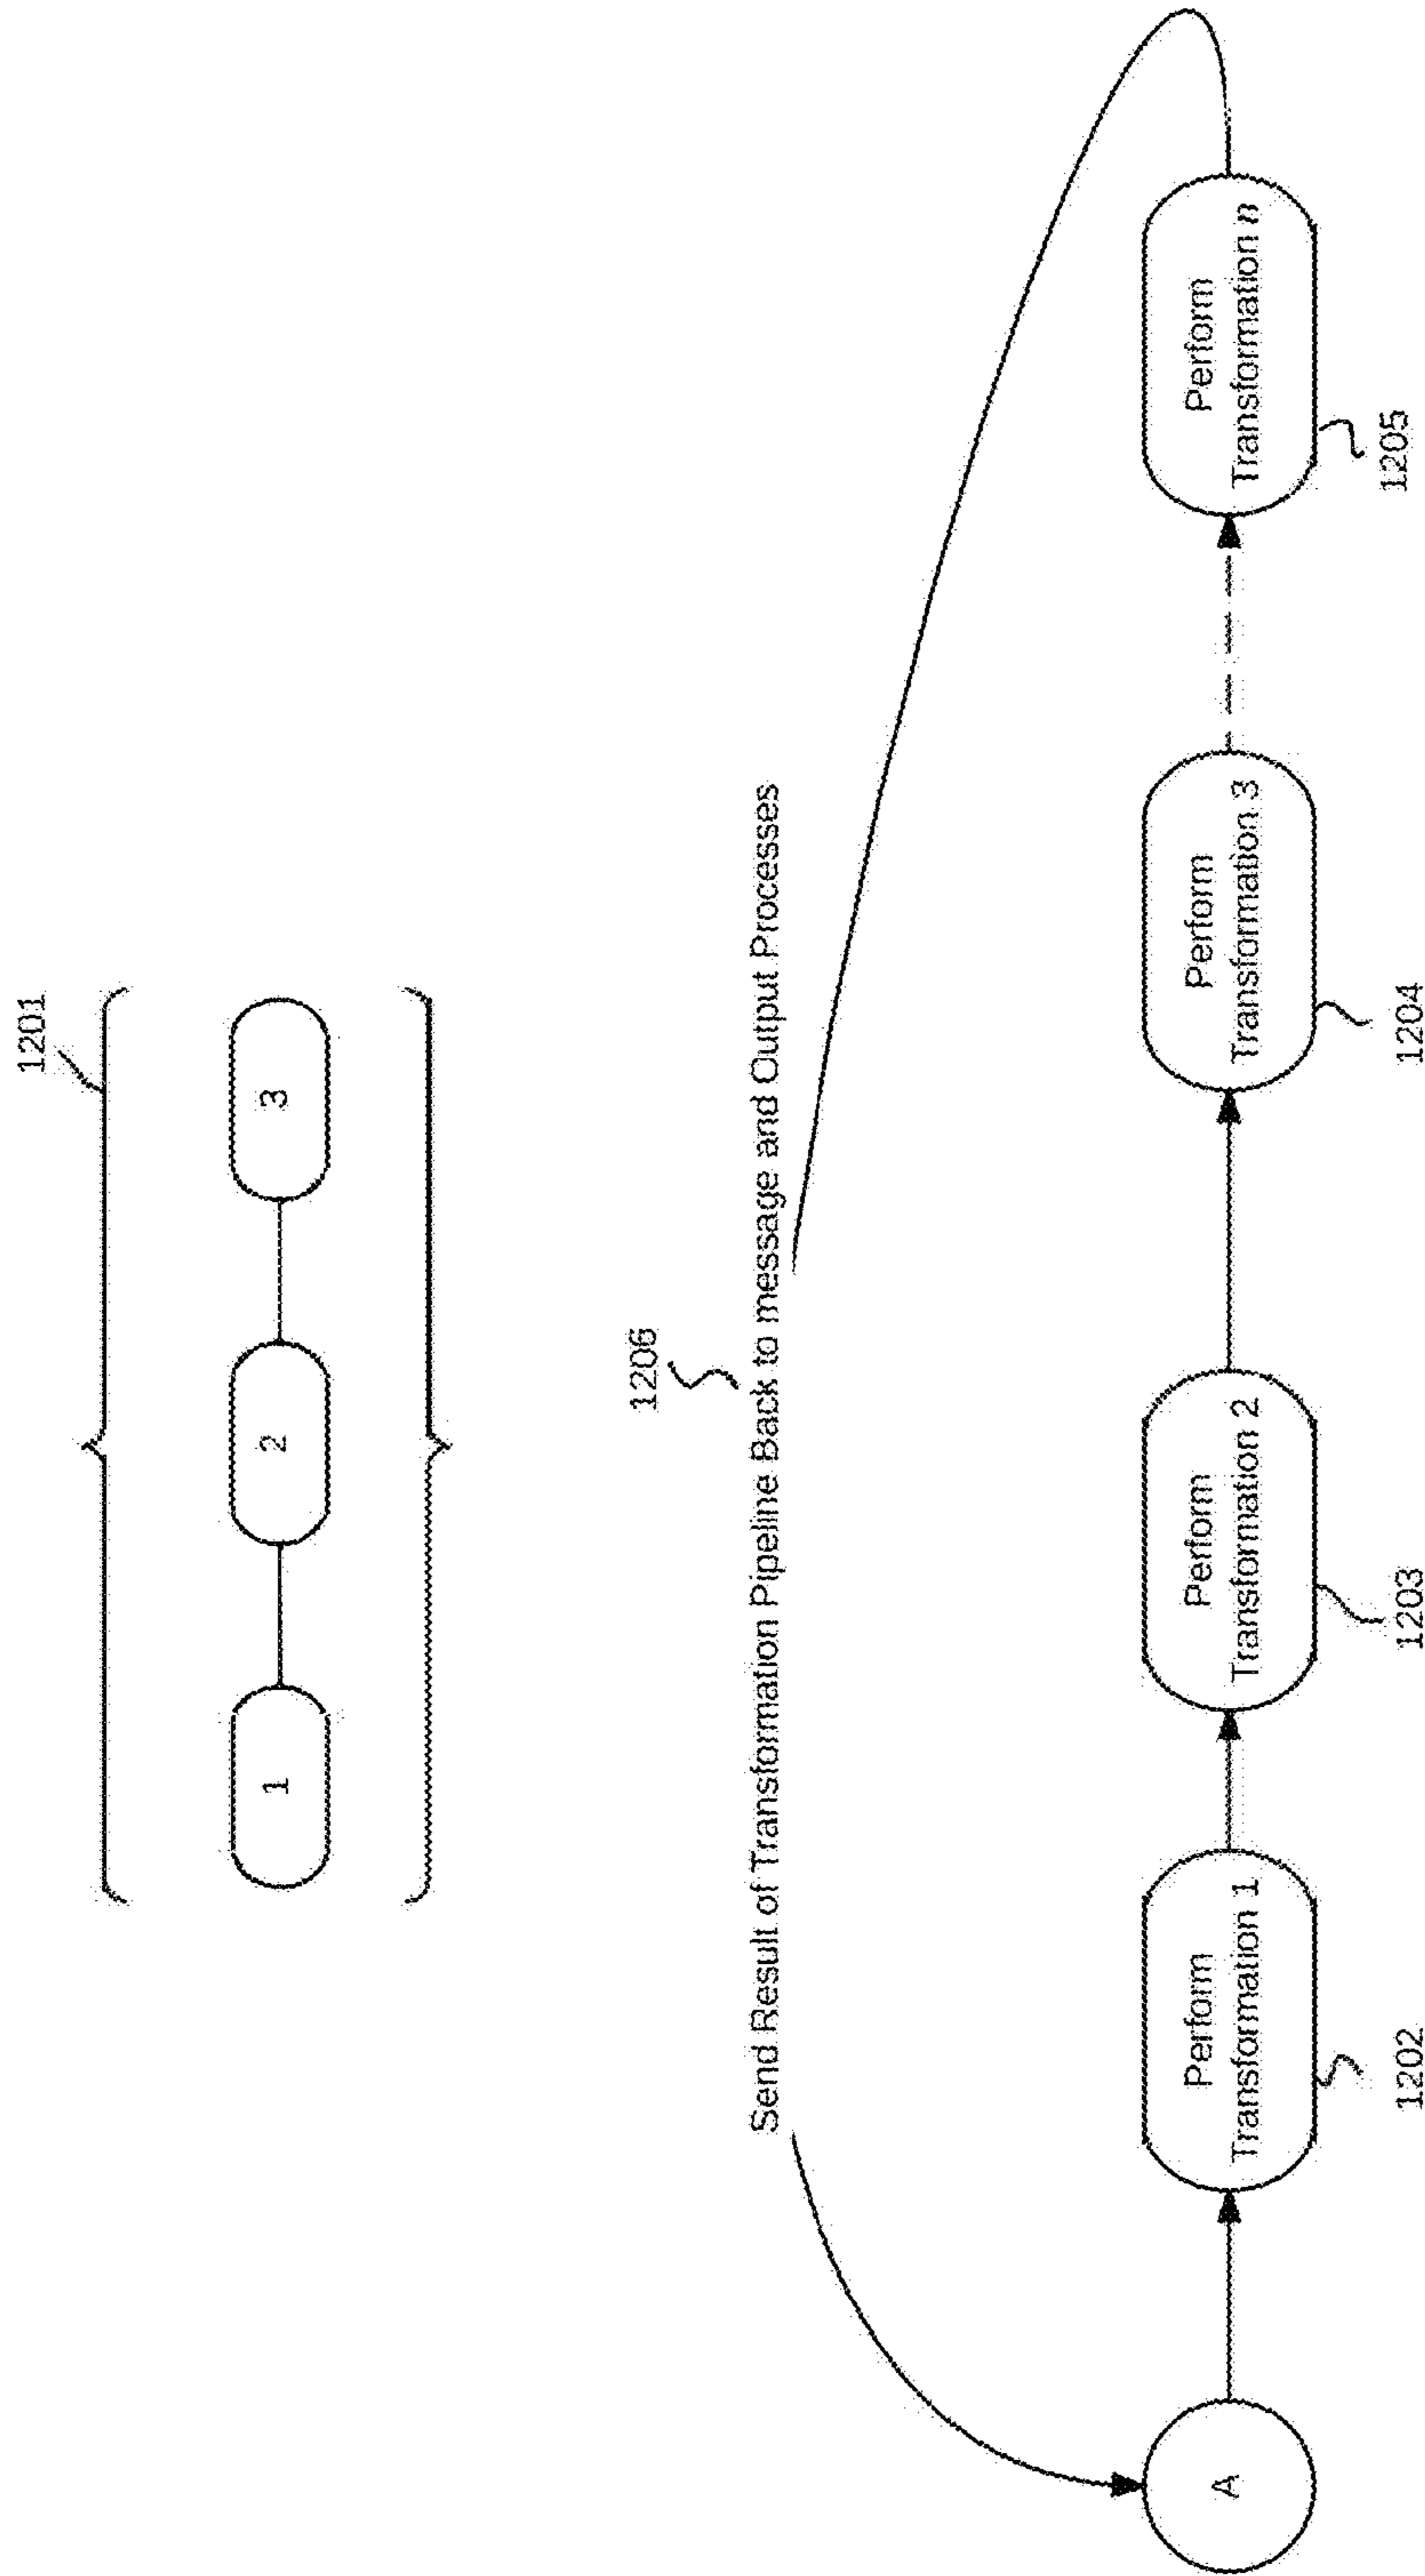 1201
1
2
3
1206
Send Result of Transformation Pipeline Back to message and Output Processes
A
Perform
Transformation 1
Perform
Transformation 2
Perform
Transformation 3
Perform
Transformation n
1202
1203
1204
1205